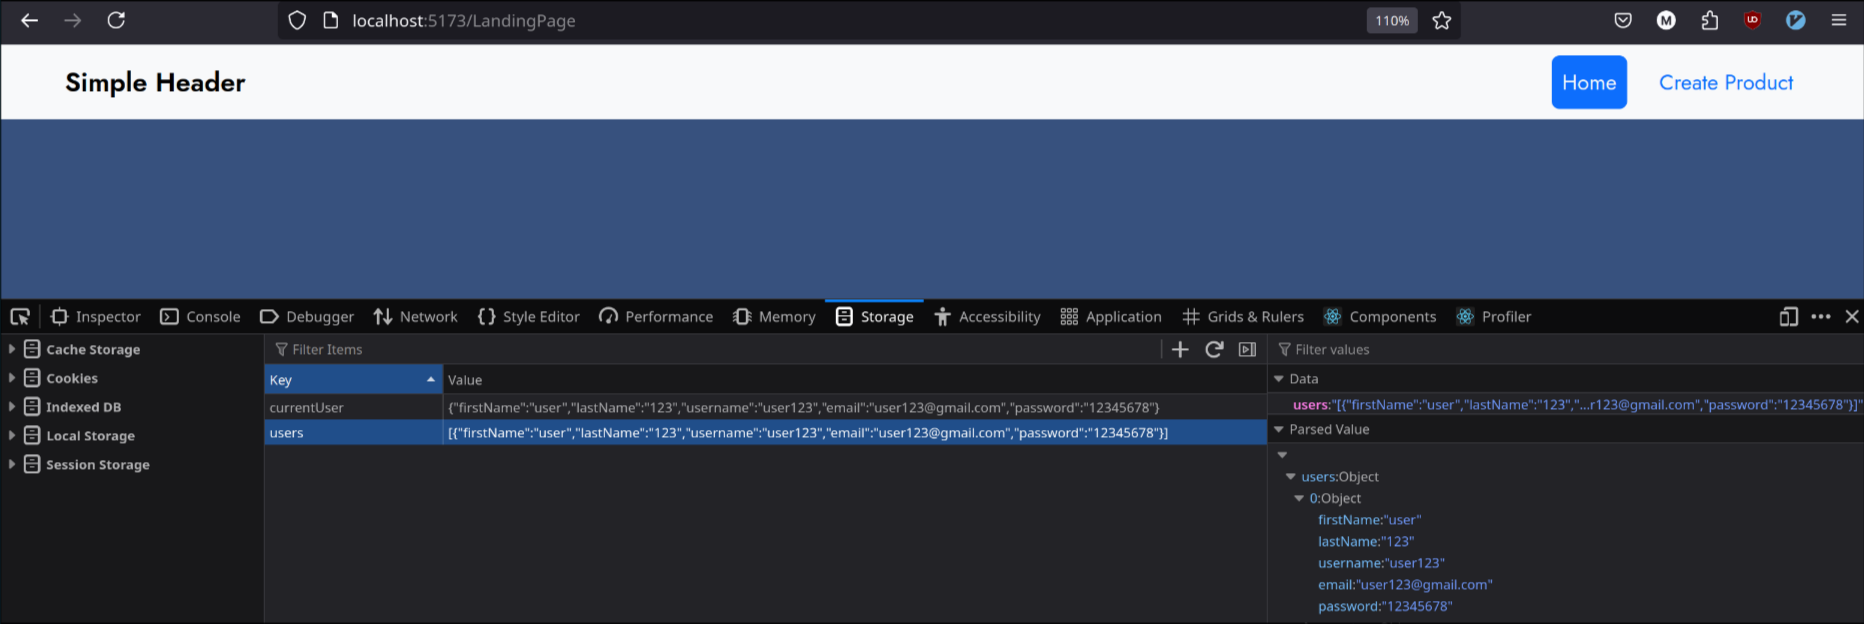 localhost:5173/LandingPage
110%
M
Simple Header
Home
Create Product
Inspector
Console
Debugger
Network
Style Editor
Performance
Memory
Storage
Accessibility
Application
Grids & Rulers
Components
Profiler
Cache Storage
Cookies
Indexed DB
Local Storage
Session Storage
Filter Items
Key
Value
currentUser
{"firstName":"user","lastName":"123","username":"user123","email":"user123@gmail.com","password":"12345678"}
users
[{"firstName":"user","lastName":"123","username":"user123","email":"user123@gmail.com","password":"12345678"}]
Filter values
Data
users:"[{"firstName":"user","lastName":"123","...r123@gmail.com","password":"12345678"}]"
Parsed Value
users:Object
0:Object
firstName:"user"
lastName:"123"
username:"user123"
email:"user123@gmail.com"
password:"12345678"